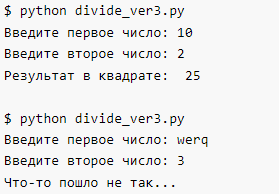 $ python divide_ver3.py
Введите первое число: 10
Введите второе число: 2
Результат в квадрате:  25
$ python divide_ver3.py
Введите первое число: werq
Введите второе число: 3
Что-то пошло не так...